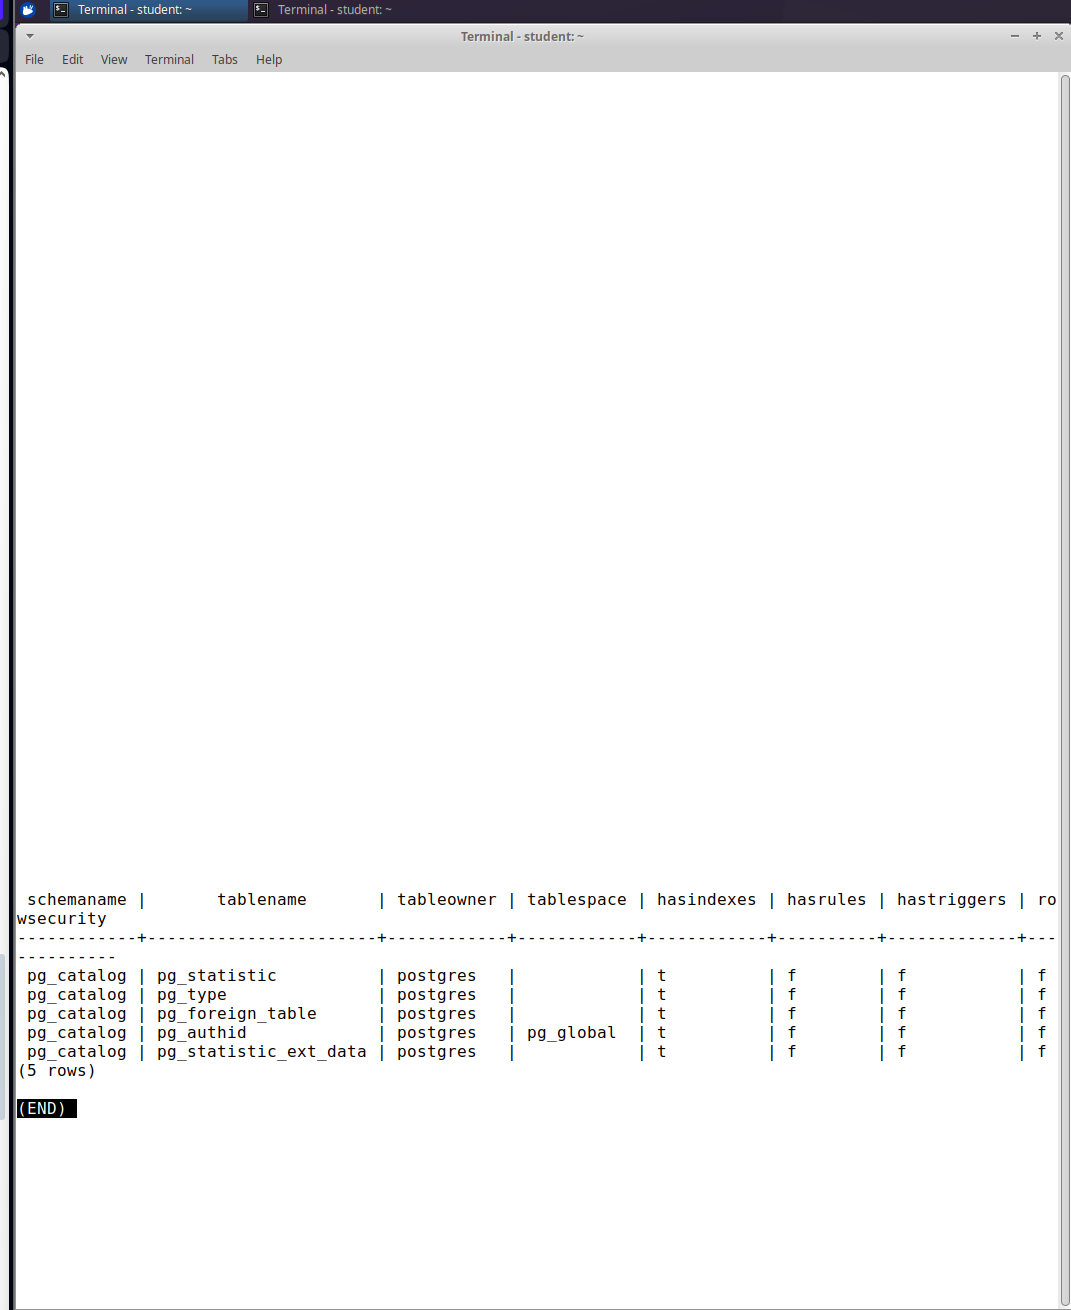 Terminal - student: ~ Terminal - student: ~
Terminal - student: ~
File Edit View Terminal Tabs Help
 schemaname |       tablename       | tableowner | tablespace | hasindexes | hasrules | hastriggers | ro
wsecurity
------------+-----------------------+------------+------------+------------+----------+-------------+---
----------
 pg_catalog | pg_statistic          | postgres   |            | t          | f        | f           | f
 pg_catalog | pg_type               | postgres   |            | t          | f        | f           | f
 pg_catalog | pg_foreign_table      | postgres   |            | t          | f        | f           | f
 pg_catalog | pg_authid             | postgres   | pg_global  | t          | f        | f           | f
 pg_catalog | pg_statistic_ext_data | postgres   |            | t          | f        | f           | f
(5 rows)
(END)